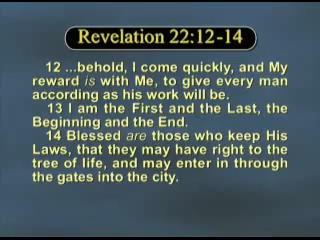 Revelation 22:12-14
12 ...behold, I come quickly, and My
reward is with Me, to give every man
according as his work will be.
13 I am the First and the Last, the
Beginning and the End.
14 Blessed are those who keep His
Laws, that they may have right to the
tree of life, and may enter in through
the gates into the city.